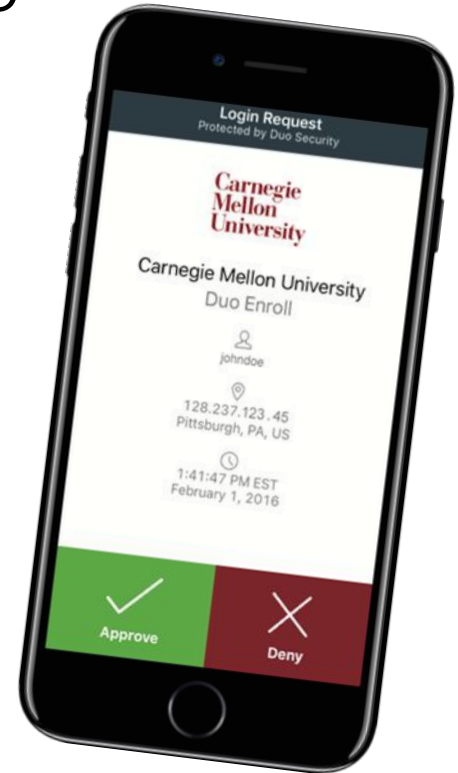 Login Request
Protected by Duo Security
Carnegie
Mellon
University
Carnegie Mellon University
Duo Enroll
johndoe
128.237.123.45
Pittsburgh, PA, US
1:41:47 PM EST
February 1, 2016
Approve
Deny